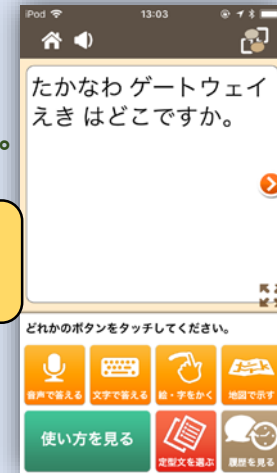 iPod 13:03
たかなわ ゲートウェイ
えき はどこですか。
。
どれかのボタンをタッチしてください。
音声で答える 文字で答える 絵・字をかく 地図で示す
使い方を見る 定型文を選ぶ 履歴を見る